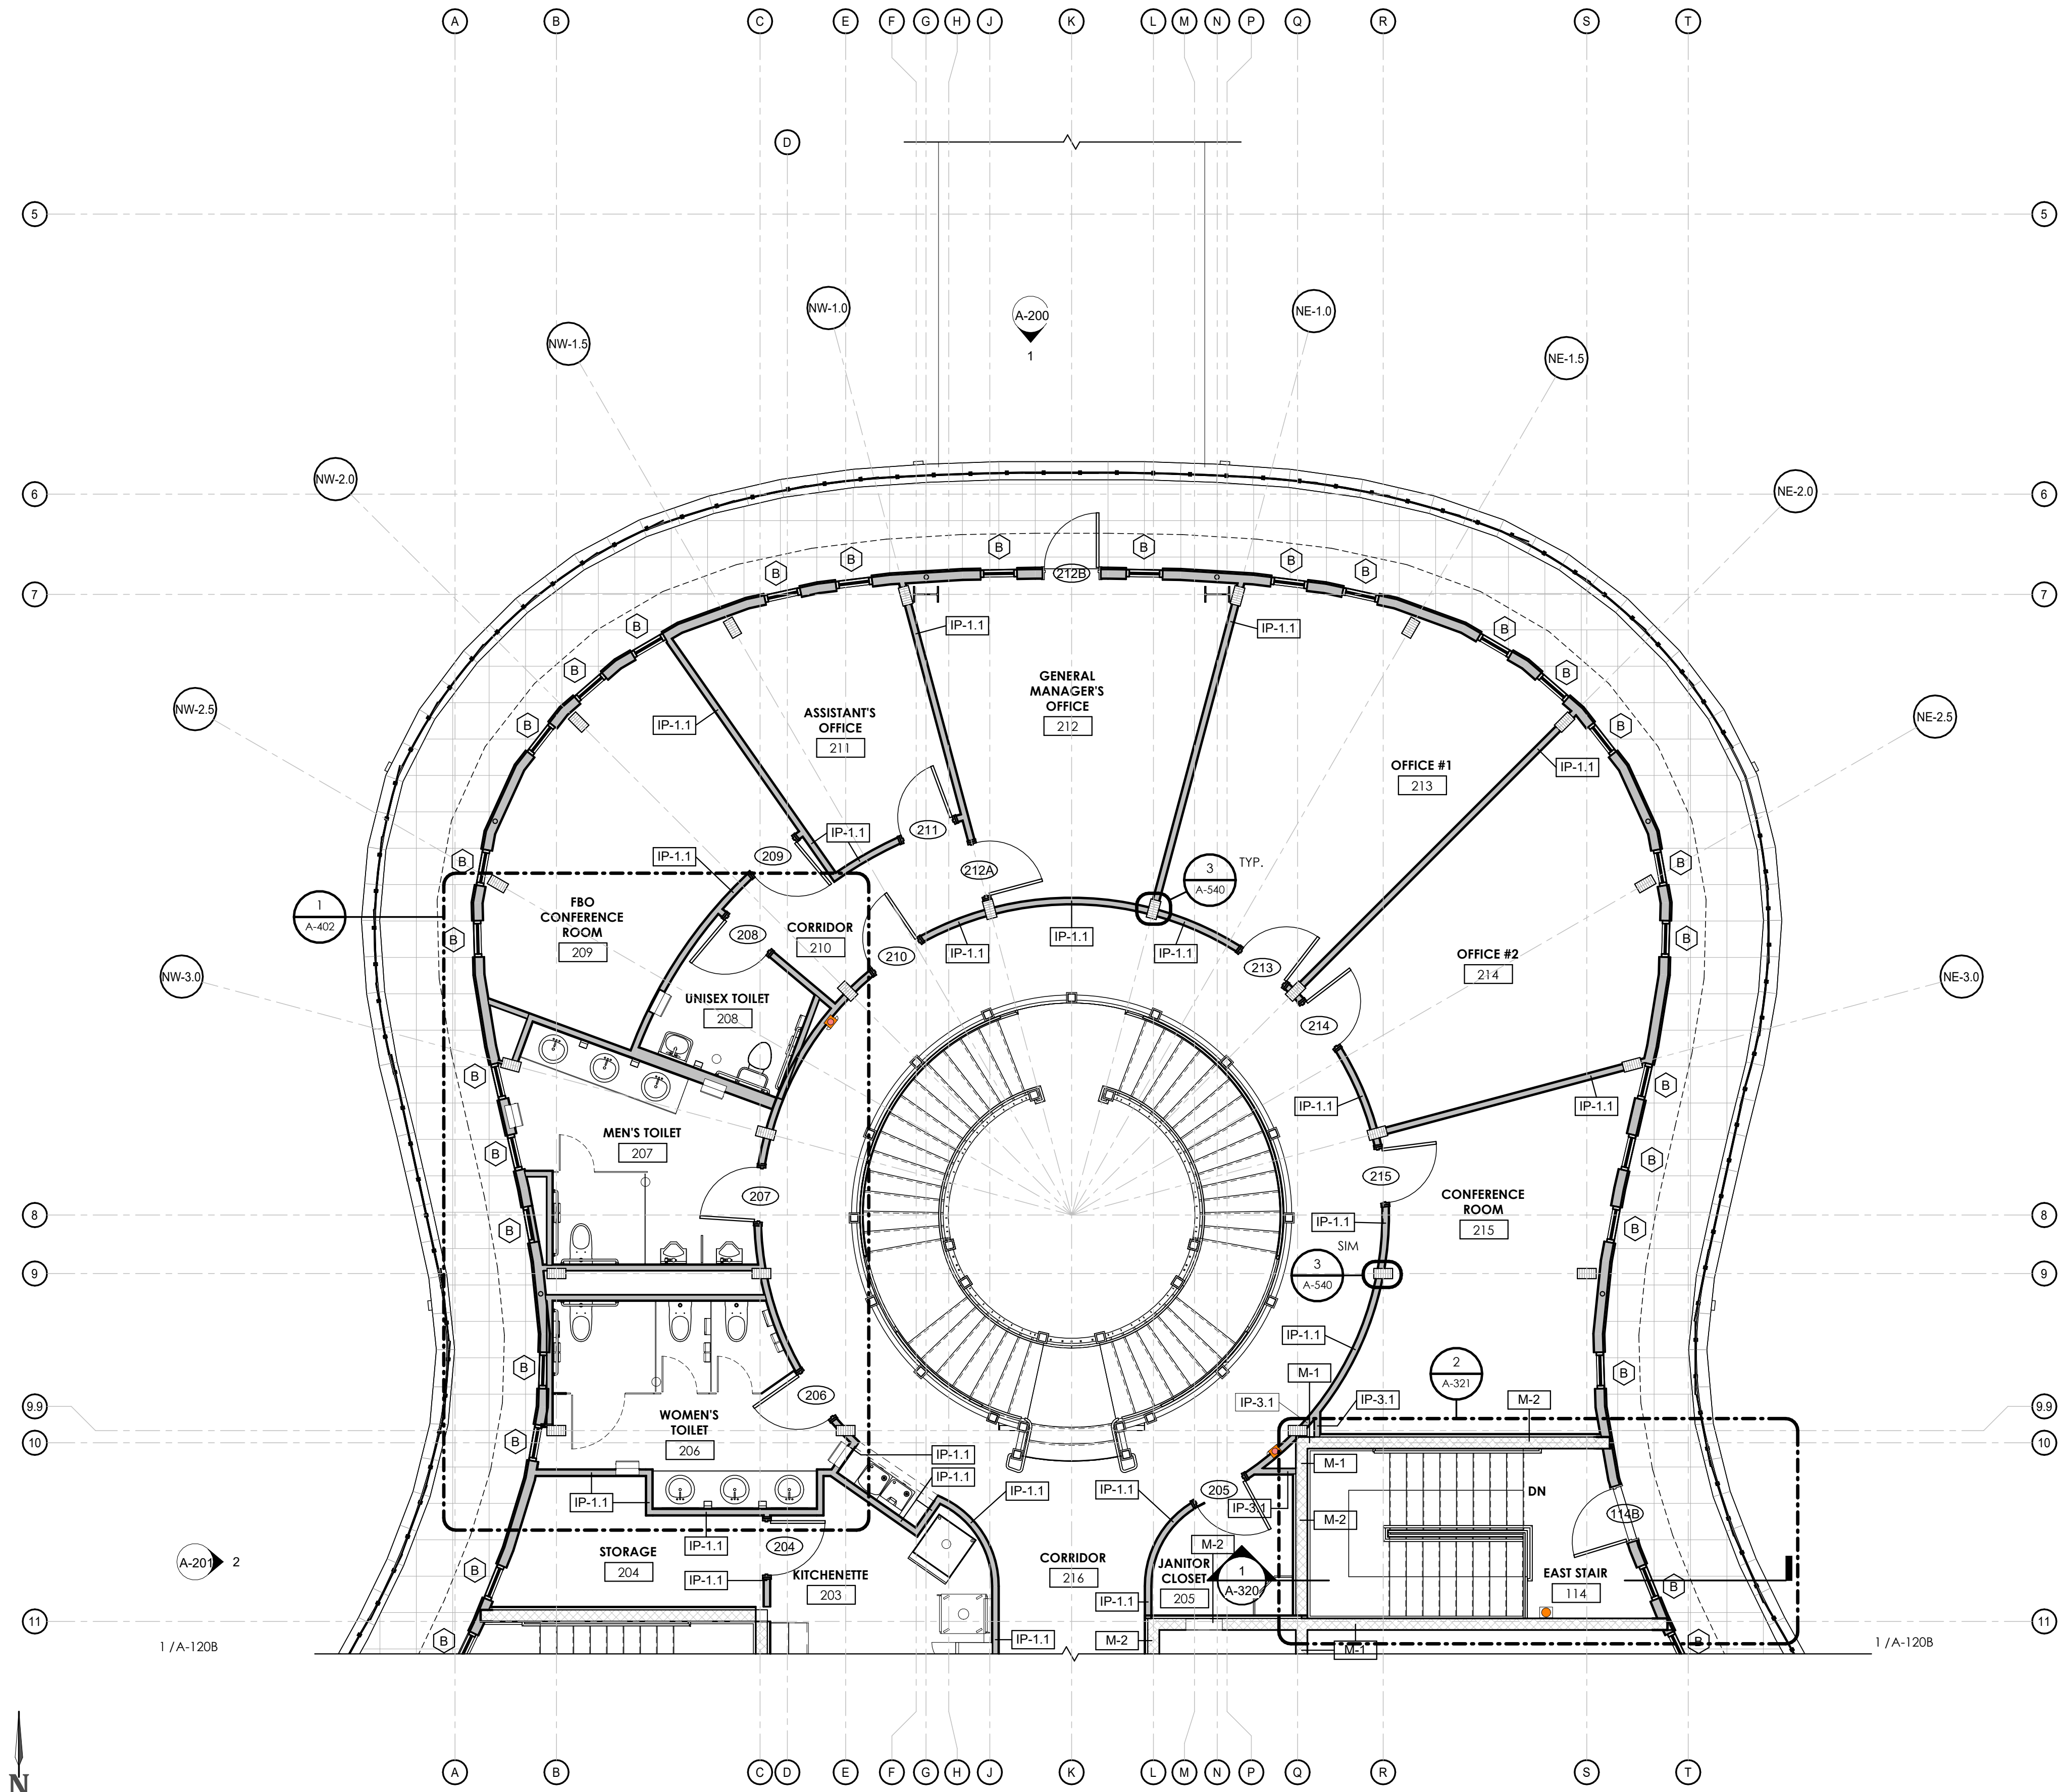 A B C E F G H J K L M N P Q R S T
D
5 5
NW-1.0 A-200 NE-1.0
1
NW-1.5 NE-1.5
NW-2.0 NE-2.0
6 6
B B B B B B
212B
7 7
IP-1.1 IP-1.1
B B
B B
GENERAL
MANAGER'S
OFFICE
212
NW-2.5 NE-2.5
IP-1.1
ASSISTANT'S
OFFICE
211
B B
OFFICE #1
213
IP-1.1
211
IP-1.1
IP-1.1 209
B B
212A
3 TYP.
A-540
1
A-402
FBO
CONFERENCE
ROOM
209
208
CORRIDOR
210
210
IP-1.1 IP-1.1 IP-1.1
B B
213
OFFICE #2
214
NW-3.0 NE-3.0
UNISEX TOILET
208
214
B B
IP-1.1 IP-1.1
MEN'S TOILET
207
B B
207
215
CONFERENCE
ROOM
215
8 8
B B
IP-1.1
SIM
3
A-540
9 9
IP-1.1
B B
M-1
2
A-321
206
IP-3.1 IP-3.1 M-2
9.9 9.9
WOMEN'S
TOILET
206
B
10 10
IP-1.1
IP-1.1
M-1
IP-1.1 IP-1.1 205
DN
IP-1.1
IP-3.1
M-2
114B
IP-1.1
204
M-2
STORAGE
204
A-201 2
B
IP-1.1
KITCHENETTE
203
CORRIDOR
216
JANITOR
CLOSET
205
1
A-320
EAST STAIR
114
B
IP-1.1
11 11
B
IP-1.1
M-2
M-1
B
1 / A-120B 1 / A-120B
N
A B C D E F G H J K L M N P Q R S T